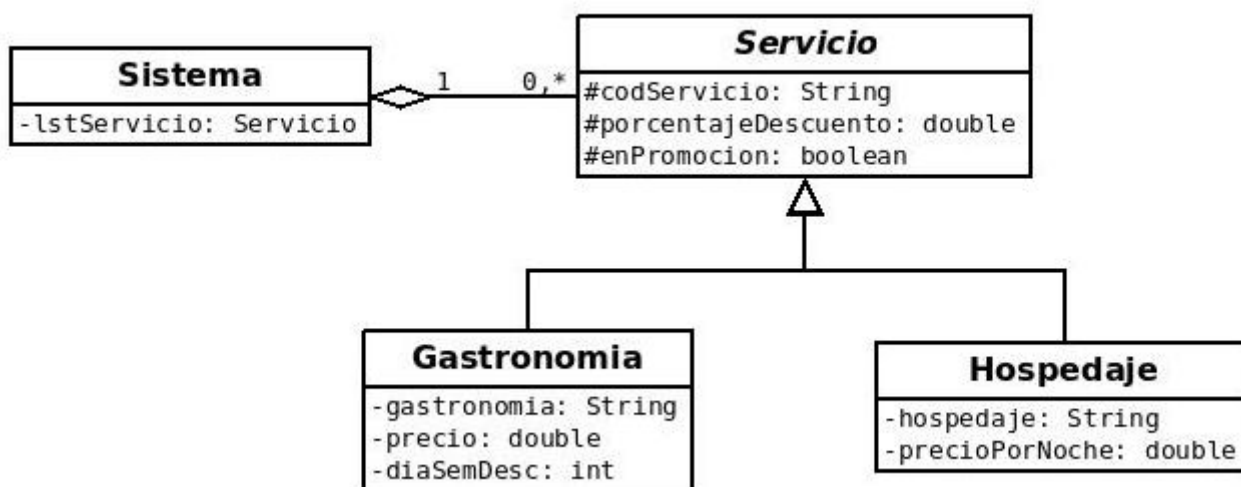 Sistema
-lstServicio: Servicio
1
0,*
Servicio
#codServicio: String
#porcentajeDescuento: double
#enPromocion: boolean
Gastronomia
-gastronomia: String
-precio: double
-diaSemDesc: int
Hospedaje
-hospedaje: String
-precioPorNoche: double